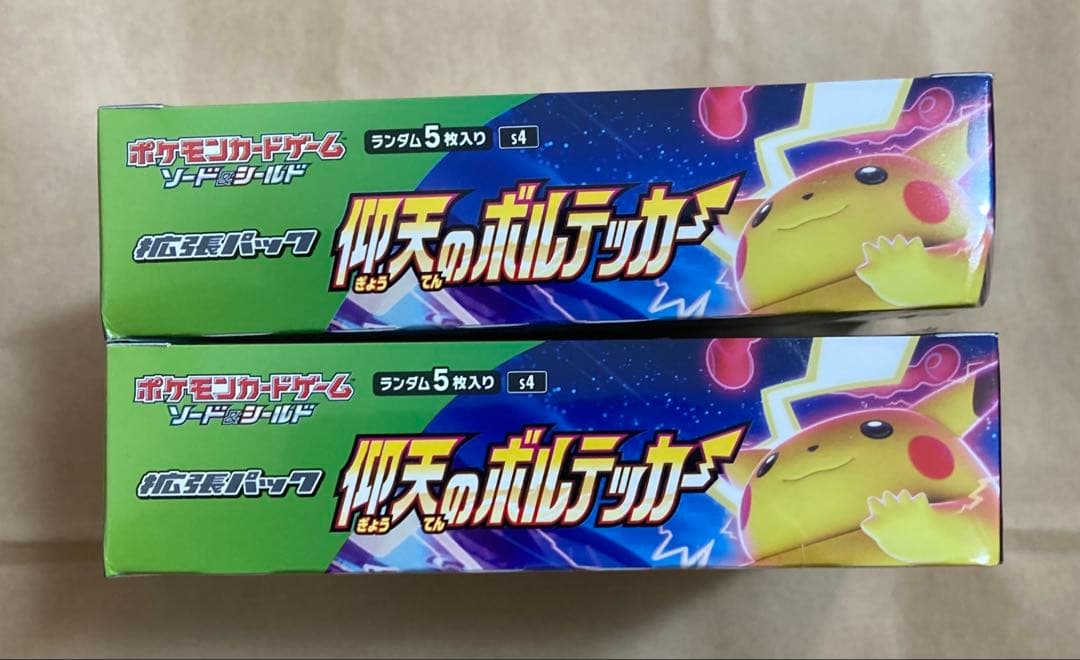 ポケモンカードゲーム
ソード&シールド
ランダム5枚入り s4
拡張パック
仰天のボルテッカー
ぎょう てん
ポケモンカードゲーム
ソード&シールド
ランダム5枚入り s4
拡張パック
仰天のボルテッカー
ぎょう てん